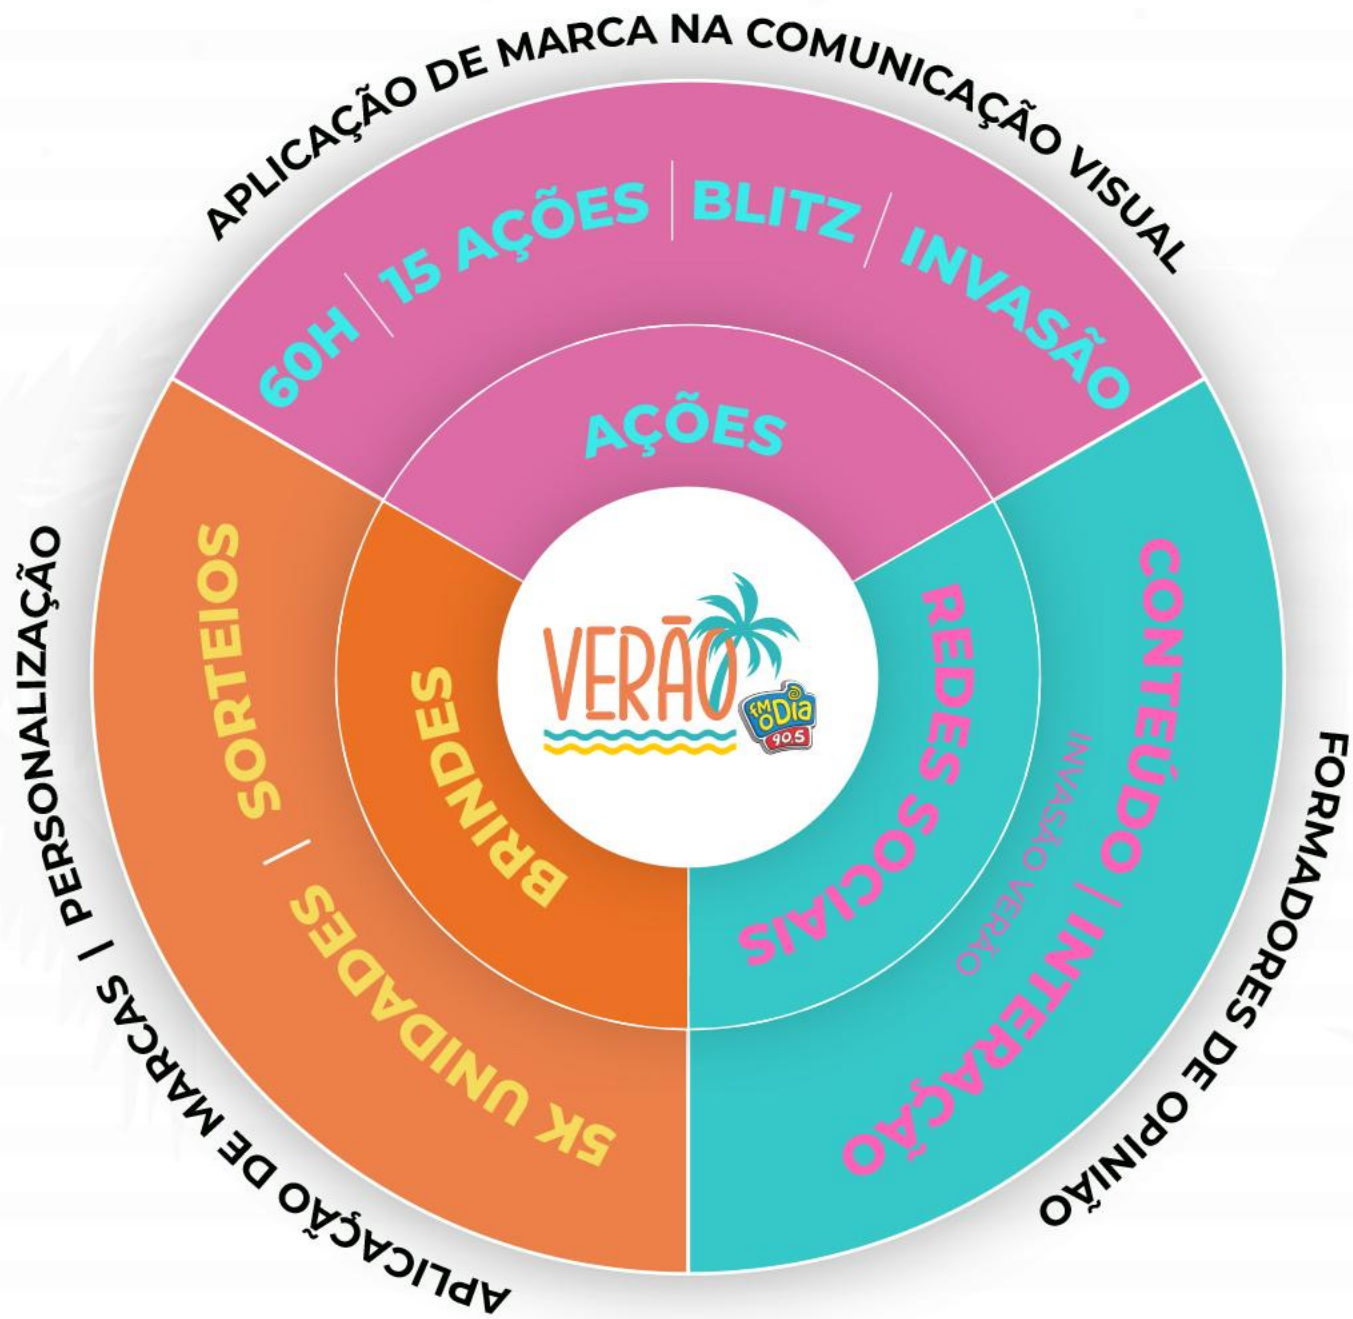 APLICAÇÃO DE MARCA NA COMUNICAÇÃO VISUAL
60H | 15 AÇÕES | BLITZ | INVASÃO
AÇÕES
CONTEÚDO | INTERAÇÃO
INVASÃO VERÃO
REDES SOCIAIS
FORMADORES DE OPINIÃO
VERÃO
FM
O DIA
90.5
BRINDES
5K UNIDADES | SORTEIOS
APLICAÇÃO DE MARCAS | PERSONALIZAÇÃO